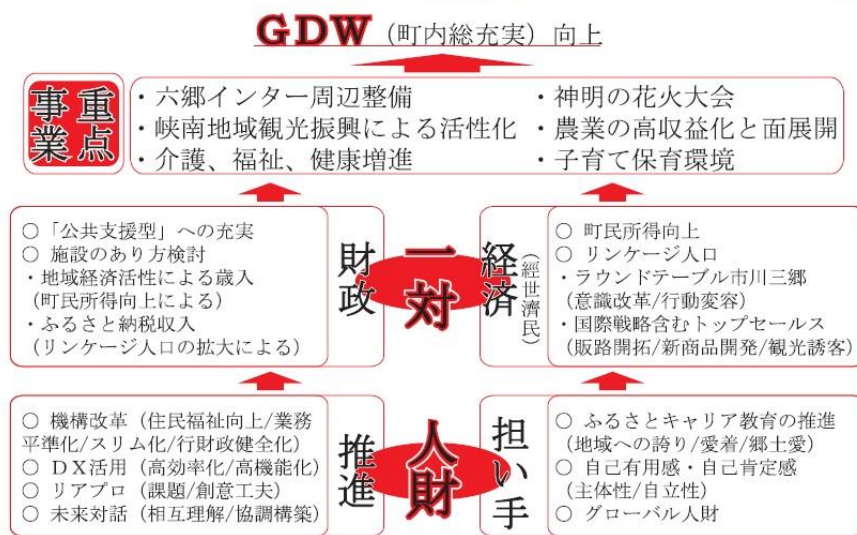 GDW（町内総充実）向上
重点事業
・六郷インター周辺整備
・峡南地域観光振興による活性化
・介護、福祉、健康増進
・神明の花火大会
・農業の高収益化と面展開
・子育て保育環境
○「公共支援型」への充実
○ 施設のあり方検討
・地域経済活性による歳入
（町民所得向上による）
・ふるさと納税収入
（リンケージ人口の拡大による）
財政
一対
経済
（經世濟民）
○ 町民所得向上
○ リンケージ人口
・ラウンドテーブル市川三郷
（意識改革/行動変容）
・国際戦略含むトップセールス
（販路開拓/新商品開発/観光誘客）
○ 機構改革（住民福祉向上/業務
平準化/スリム化/行財政健全化）
○ DX活用（高効率化/高機能化）
○ リアプロ（課題/創意工夫）
○ 未来対話（相互理解/協調構築）
推進
人財
担い手
○ ふるさとキャリア教育の推進
（地域への誇り/愛着/郷土愛）
○ 自己有用感・自己肯定感
（主体性/自立性）
○ グローバル人財